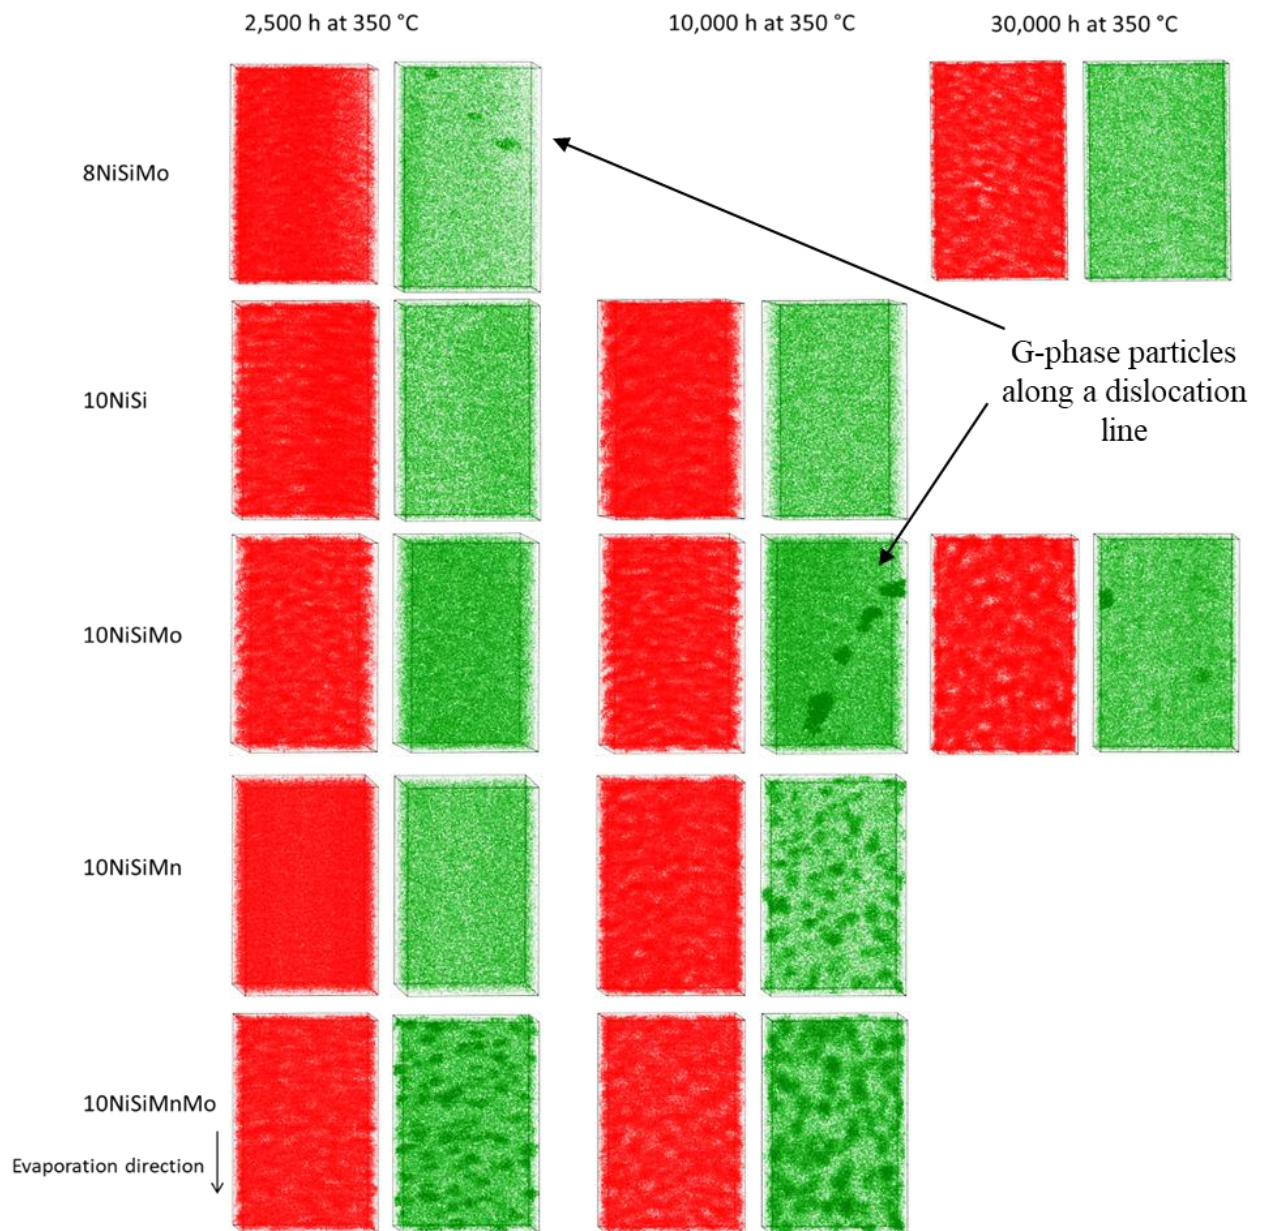 2,500 h at 350 °C
10,000 h at 350 °C
30,000 h at 350 °C
8NiSiMo
G-phase particles
along a dislocation
line
10NiSi
10NiSiMo
10NiSiMn
10NiSiMnMo
Evaporation direction